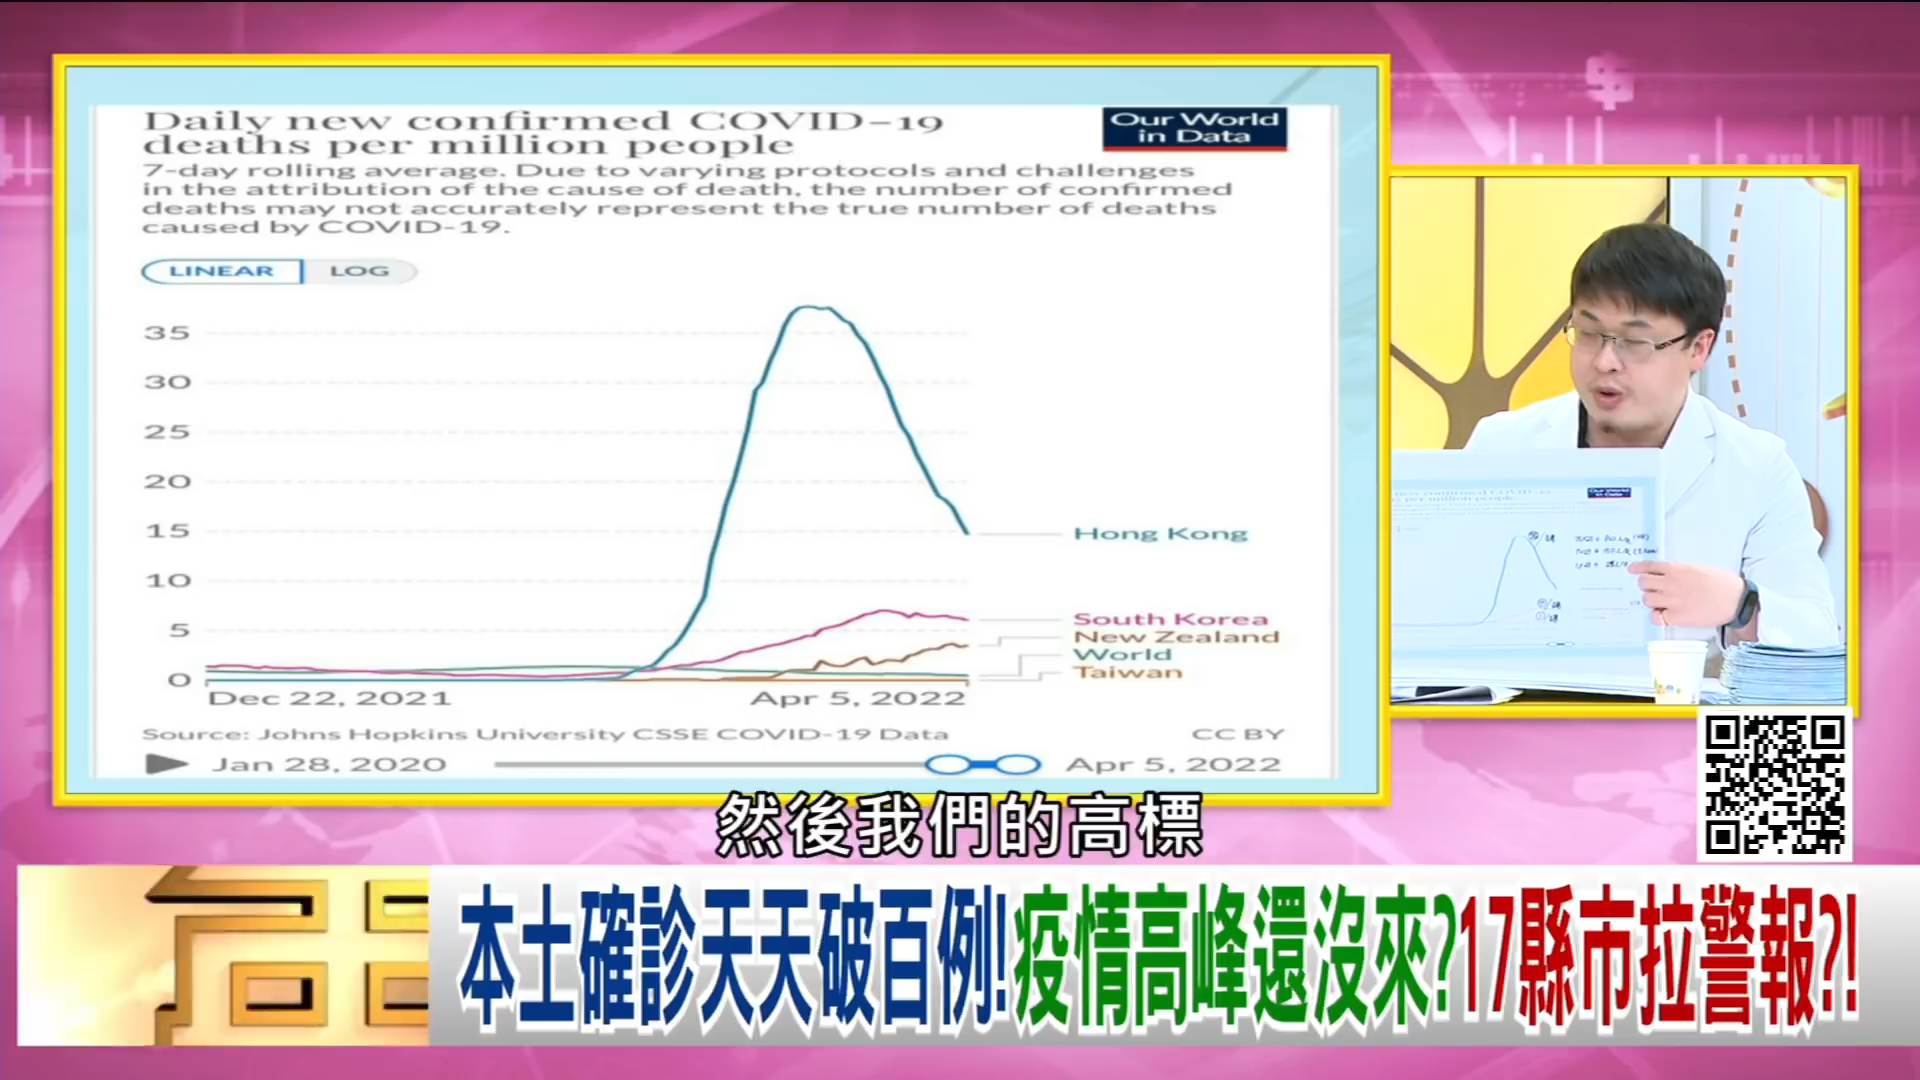 Daily new confirmed COVID-19
deaths per million people
Our World
in Data
7-day rolling average. Due to varying protocols and challenges
in the attribution of the cause of death, the number of confirmed
deaths may not accurately represent the true number of deaths
caused by COVID-19.
LINEAR
LOG
35
30
25
20
15
10
5
0
Hong Kong
South Korea
New Zealand
World
Taiwan
Dec 22, 2021
Apr 5, 2022
Source: Johns Hopkins University CSSE COVID-19 Data
CC BY
Jan 28, 2020
Apr 5, 2022
Our World
in Data
然後我們的高標
本土確診天天破百例!疫情高峰還沒來?17縣市拉警報?!